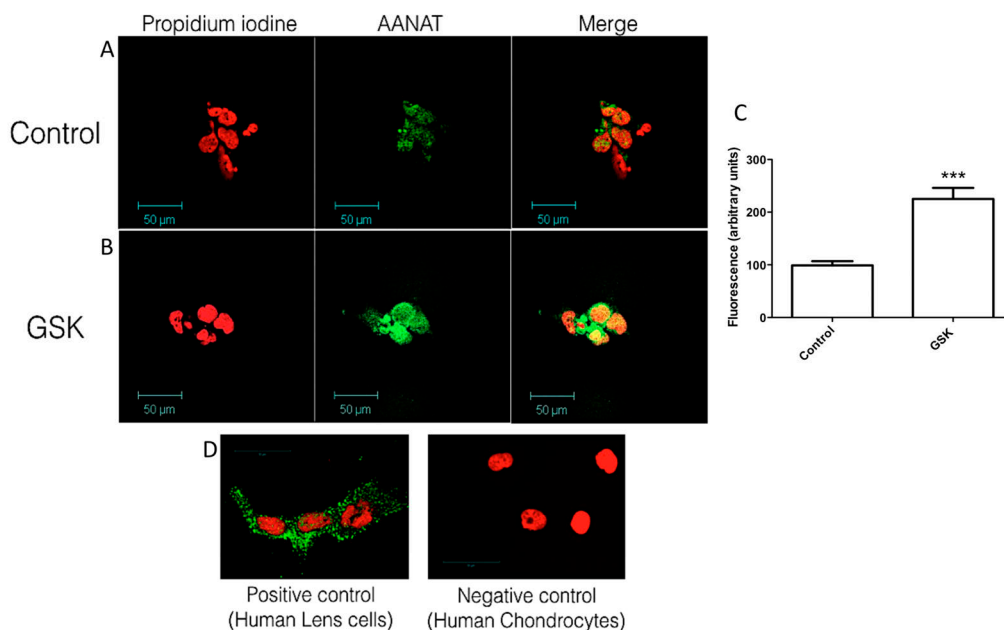 Propidium iodine AANAT Merge
A
Control
50 µm 50 µm 50 µm
B
GSK
50 µm 50 µm 50 µm
C
Fluorescence (arbitrary units)
300
200
100
0
***
Control GSK
D
Positive control
(Human Lens cells)
Negative control
(Human Chondrocytes)